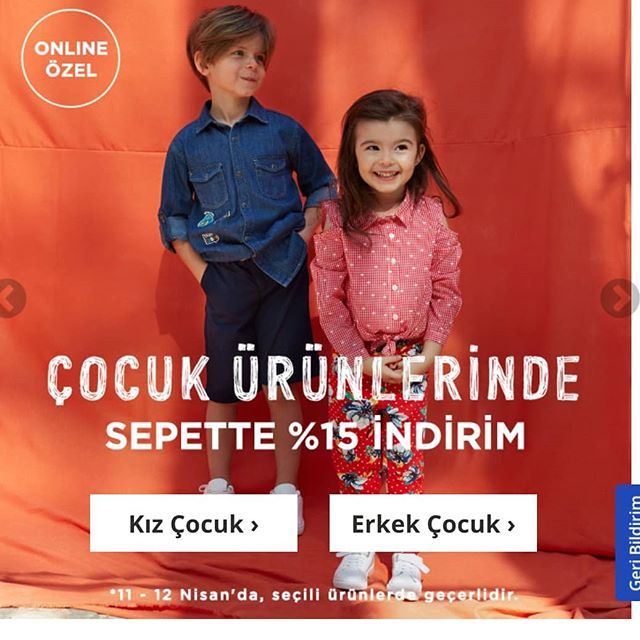 ONLINE
ÖZEL
ÇOCUK ÜRÜNLERİNDE
SEPETTE %15 İNDİRİM
Kız Çocuk ›
Erkek Çocuk ›
Geri Bildirim
*11 - 12 Nisan'da, seçili ürünlerde geçerlidir.